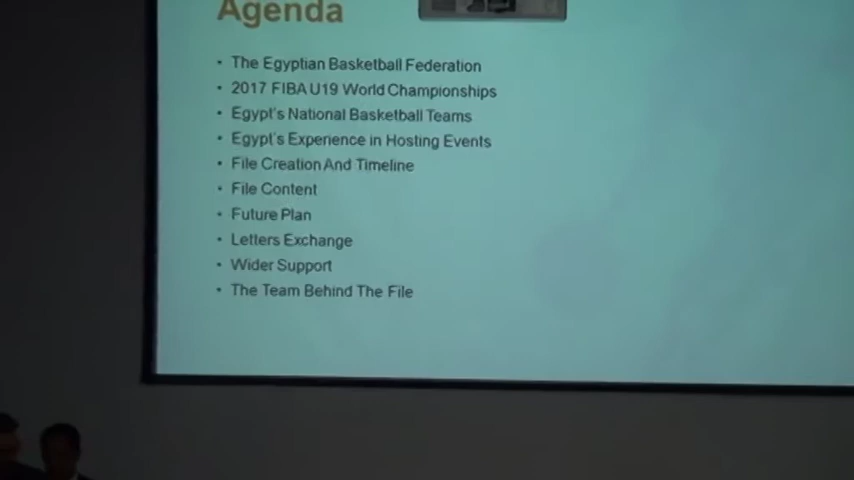 Agenda
• The Egyptian Basketball Federation
• 2017 FIBA U19 World Championships
• Egypt's National Basketball Teams
• Egypt's Experience in Hosting Events
• File Creation And Timeline
• File Content
• Future Plan
• Letters Exchange
• Wider Support
• The Team Behind The File